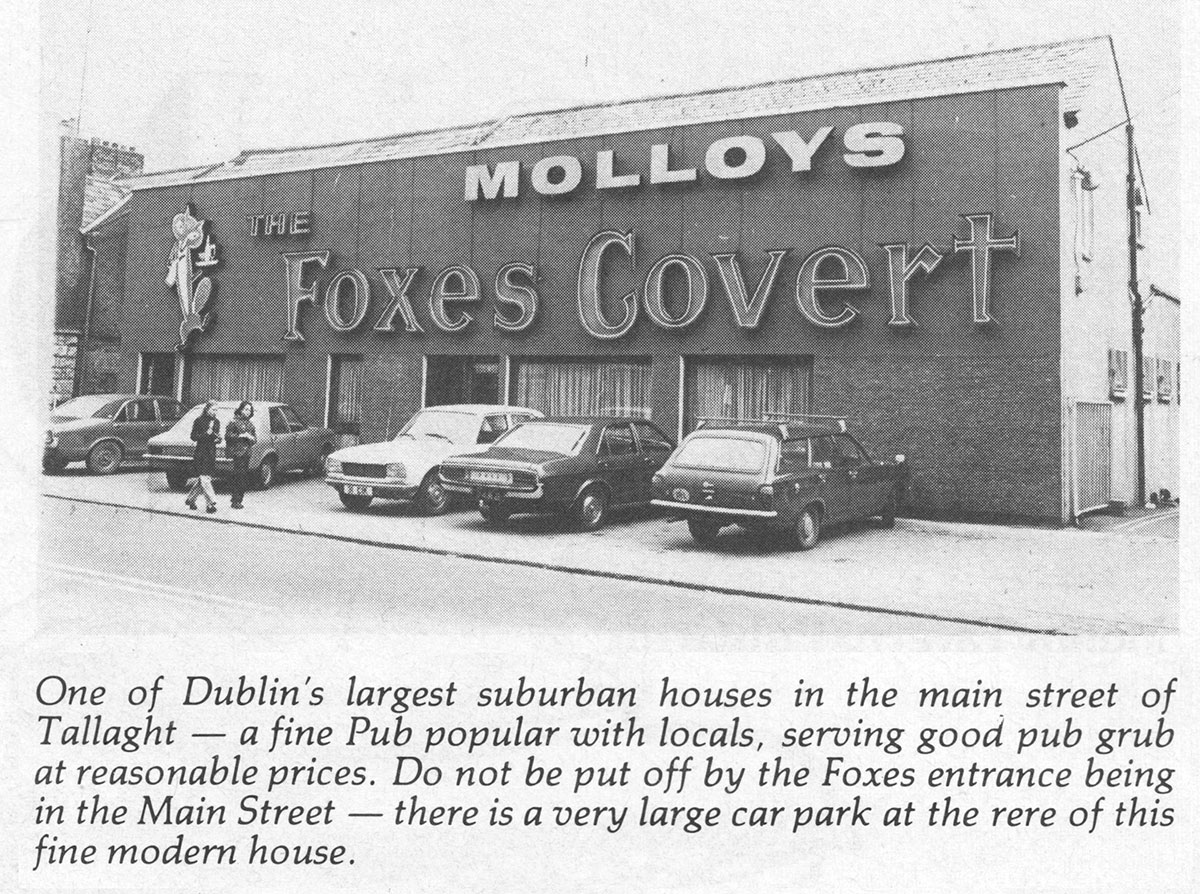 MOLLOYS
THE
Foxes Covert
One of Dublin's largest suburban houses in the main street of
Tallaght — a fine Pub popular with locals, serving good pub grub
at reasonable prices. Do not be put off by the Foxes entrance being
in the Main Street — there is a very large car park at the rere of this
fine modern house.